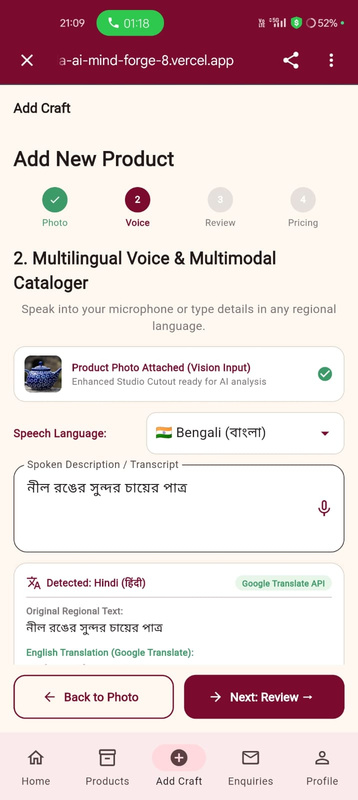 21:09
01:18
52%
a-ai-mind-forge-8.vercel.app
Add Craft
Add New Product
2
3
4
Photo
Voice
Review
Pricing
2. Multilingual Voice & Multimodal
Cataloger
Speak into your microphone or type details in any regional
language.
Product Photo Attached (Vision Input)
Enhanced Studio Cutout ready for AI analysis
Speech Language:
Bengali (বাংলা)
Spoken Description / Transcript
নীল রঙের সুন্দর চায়ের পাত্র
Detected: Hindi (हिंदी)
Google Translate API
Original Regional Text:
নীল রঙের সুন্দর চায়ের পাত্র
English Translation (Google Translate):
← Back to Photo
→ Next: Review →
Home
Products
Add Craft
Enquiries
Profile